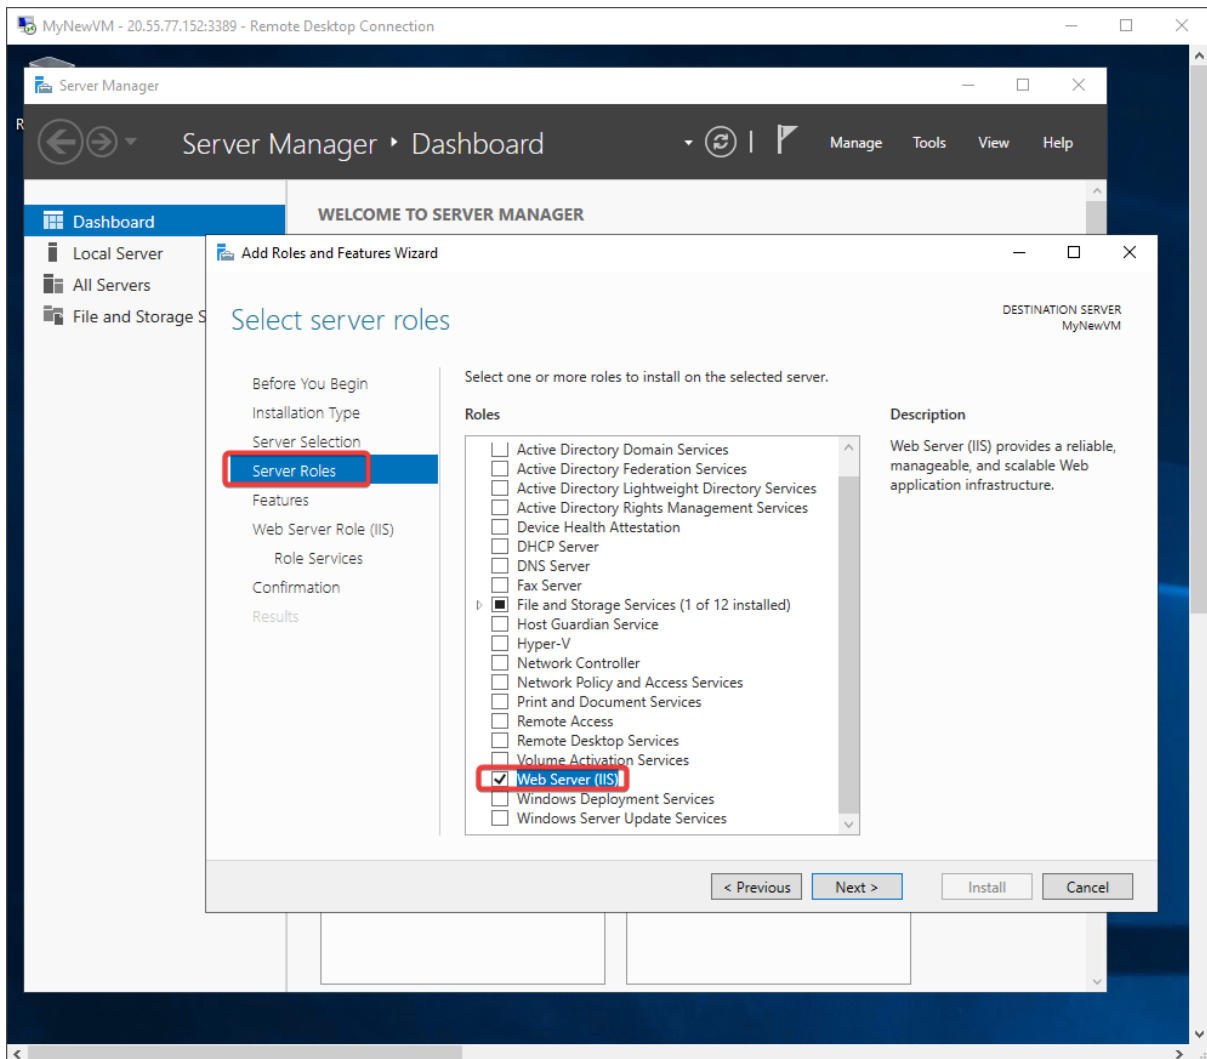 MyNewVM - 20.55.77.152:3389 - Remote Desktop Connection
Server Manager
R
Server Manager
Dashboard
Manage
Tools
View
Help
Dashboard
Local Server
All Servers
File and Storage S
WELCOME TO SERVER MANAGER
Add Roles and Features Wizard
Select server roles
DESTINATION SERVER
MyNewVM
Before You Begin
Installation Type
Server Selection
Server Roles
Features
Web Server Role (IIS)
Role Services
Confirmation
Results
Select one or more roles to install on the selected server.
Roles
Active Directory Domain Services
Active Directory Federation Services
Active Directory Lightweight Directory Services
Active Directory Rights Management Services
Device Health Attestation
DHCP Server
DNS Server
Fax Server
File and Storage Services (1 of 12 installed)
Host Guardian Service
Hyper-V
Network Controller
Network Policy and Access Services
Print and Document Services
Remote Access
Remote Desktop Services
Volume Activation Services
Web Server (IIS)
Windows Deployment Services
Windows Server Update Services
Description
Web Server (IIS) provides a reliable,
manageable, and scalable Web
application infrastructure.
< Previous
Next >
Install
Cancel